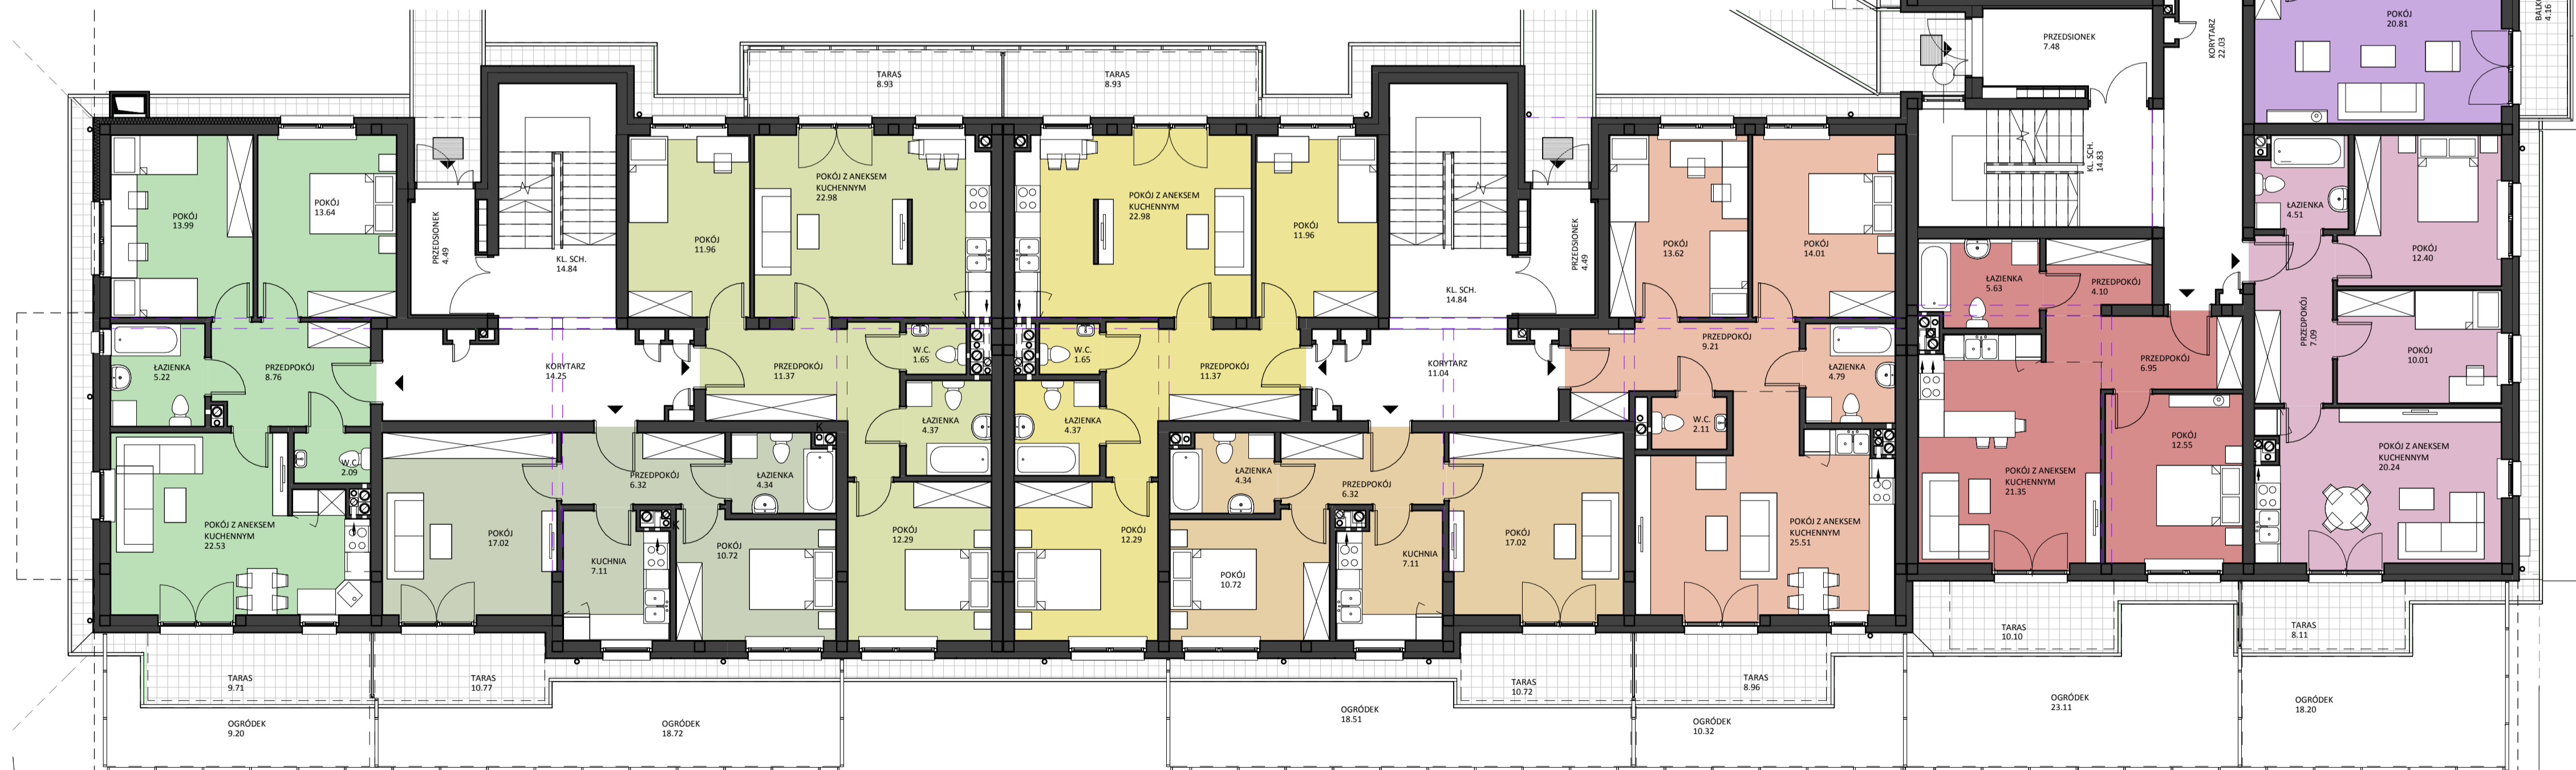 POKÓJ
13.99
POKÓJ
13.64
PRZEDSIONEK
4.49
KL. SCH.
14.84
ŁAZIENKA
5.22
PRZEDPOKÓJ
8.76
W.C.
2.09
POKÓJ Z ANEKSEM
KUCHENNYM
22.53
TARAS
9.71
OGRÓDEK
9.20
KORYTARZ
14.25
POKÓJ
17.02
PRZEDPOKÓJ
6.32
ŁAZIENKA
4.34
K
KUCHNIA
7.11
K
POKÓJ
10.72
TARAS
10.77
OGRÓDEK
18.72
TARAS
8.93
POKÓJ
11.96
POKÓJ Z ANEKSEM
KUCHENNYM
22.98
PRZEDPOKÓJ
11.37
W.C.
1.65
ŁAZIENKA
4.37
POKÓJ
12.29
TARAS
8.93
POKÓJ Z ANEKSEM
KUCHENNYM
22.98
POKÓJ
11.96
W.C.
1.65
PRZEDPOKÓJ
11.37
ŁAZIENKA
4.37
POKÓJ
12.29
KL. SCH.
14.84
PRZEDSIONEK
4.49
KORYTARZ
11.04
ŁAZIENKA
4.34
PRZEDPOKÓJ
6.32
POKÓJ
10.72
KUCHNIA
7.11
POKÓJ
17.02
TARAS
10.72
OGRÓDEK
18.51
POKÓJ
13.62
POKÓJ
14.01
PRZEDPOKÓJ
9.21
ŁAZIENKA
4.79
W.C.
2.11
POKÓJ Z ANEKSEM
KUCHENNYM
25.51
TARAS
8.96
OGRÓDEK
10.32
PRZEDSIONEK
7.48
KORYTARZ
22.03
KL. SCH.
14.83
ŁAZIENKA
5.63
PRZEDPOKÓJ
4.10
PRZEDPOKÓJ
6.95
POKÓJ
12.55
POKÓJ Z ANEKSEM
KUCHENNYM
21.35
TARAS
10.10
OGRÓDEK
23.11
POKÓJ
20.81
4.16
ŁAZIENKA
4.51
POKÓJ
12.40
PRZEDPOKÓJ
7.09
POKÓJ
10.01
POKÓJ Z ANEKSEM
KUCHENNYM
20.24
TARAS
8.11
OGRÓDEK
18.20